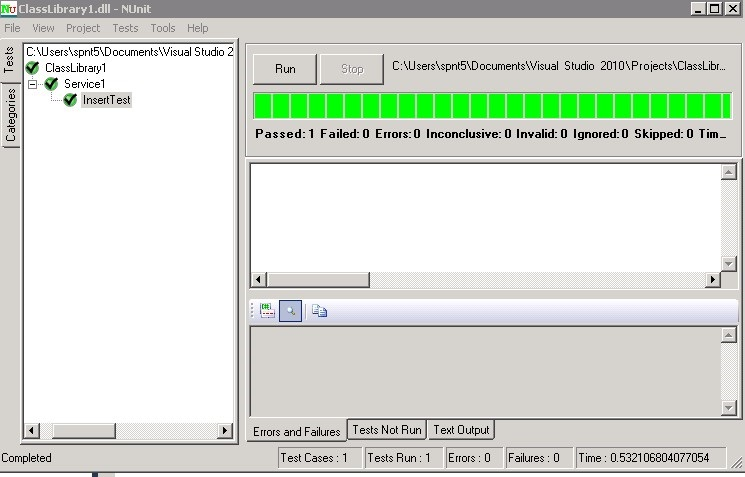 ClassLibrary1.dll - NUnit
File View Project Tests Tools Help
Tests
Categories
C:\Users\spnt5\Documents\Visual Studio 2
ClassLibrary1
Service1
InsertTest
Run Stop C:\Users\spnt5\Documents\Visual Studio 2010\Projects\ClassLibr...
Passed: 1 Failed: 0 Errors: 0 Inconclusive: 0 Invalid: 0 Ignored: 0 Skipped: 0 Tim...
Errors and Failures Tests Not Run Text Output
Completed Test Cases : 1 Tests Run : 1 Errors : 0 Failures : 0 Time : 0.532106804077054